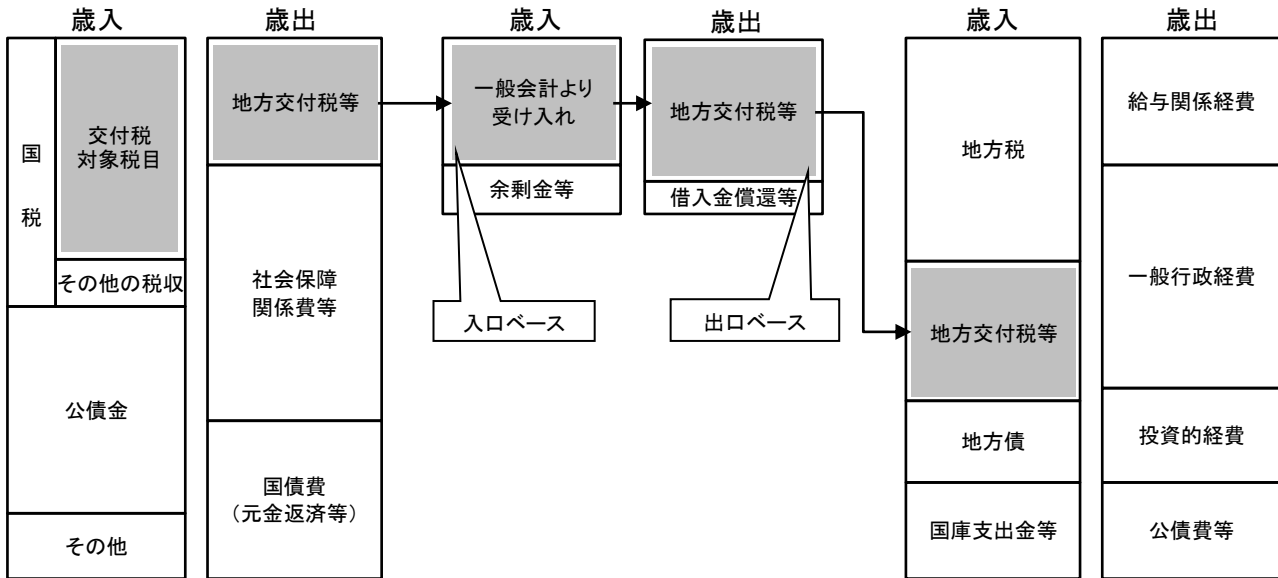 歳入
国税
交付税
対象税目
その他の税収
公債金
その他
歳出
地方交付税等
社会保障
関係費等
国債費
（元金返済等）
歳入
一般会計より
受け入れ
余剰金等
入口ベース
歳出
地方交付税等
借入金償還等
出口ベース
歳入
地方税
地方交付税等
地方債
国庫支出金等
歳出
給与関係経費
一般行政経費
投資的経費
公債費等